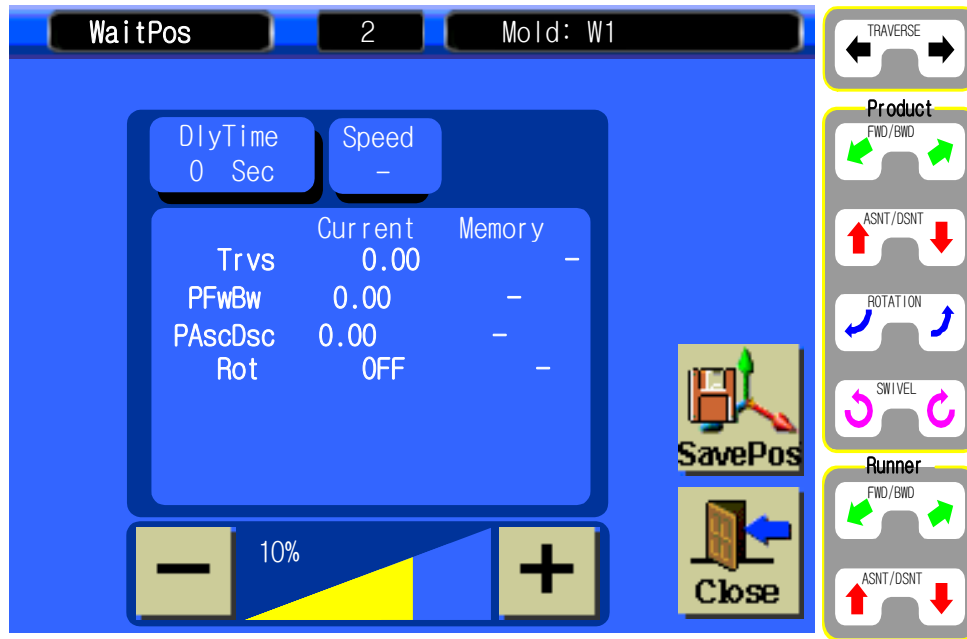 WaitPos 2 Mold: W1
DlyTime Speed
0 Sec –
Current Memory
Trvs 0.00 –
PFwBw 0.00 –
PAscDsc 0.00 –
Rot OFF –
SavePos
10%
Close
TRAVERSE
Product
FWD/BWD
ASNT/DSNT
ROTATION
SWIVEL
Runner
FWD/BWD
ASNT/DSNT